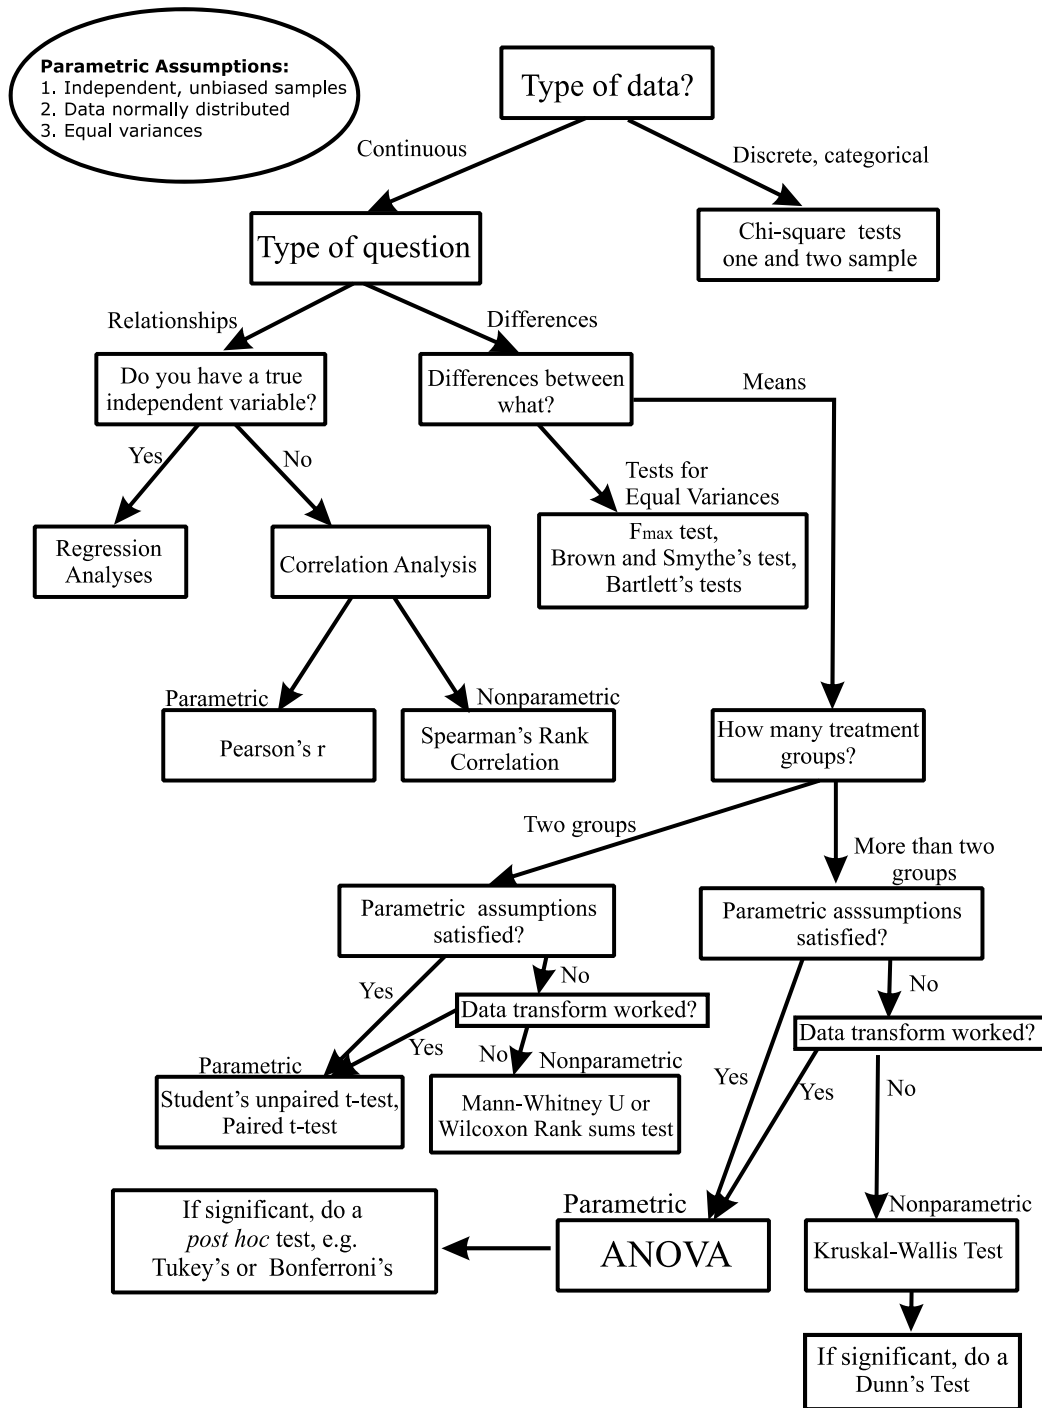 Parametric Assumptions:
1. Independent, unbiased samples
2. Data normally distributed
3. Equal variances
Type of data?
Continuous
Discrete, categorical
Type of question
Chi-square tests
one and two sample
Relationships
Differences
Do you have a true
independent variable?
Differences between
what?
Means
Yes
No
Tests for
Equal Variances
Regression
Analyses
Correlation Analysis
Fmax test,
Brown and Smythe's test,
Bartlett's tests
Parametric
Nonparametric
Pearson's r
Spearman's Rank
Correlation
How many treatment
groups?
Two groups
More than two
groups
Parametric assumptions
satisfied?
Parametric asssumptions
satisfied?
Yes
No
No
Data transform worked?
Data transform worked?
Yes
No
Yes
Yes
No
Parametric
Nonparametric
Student's unpaired t-test,
Paired t-test
Mann-Whitney U or
Wilcoxon Rank sums test
If significant, do a
post hoc test, e.g.
Tukey's or Bonferroni's
Parametric
ANOVA
Nonparametric
Kruskal-Wallis Test
If significant, do a
Dunn's Test